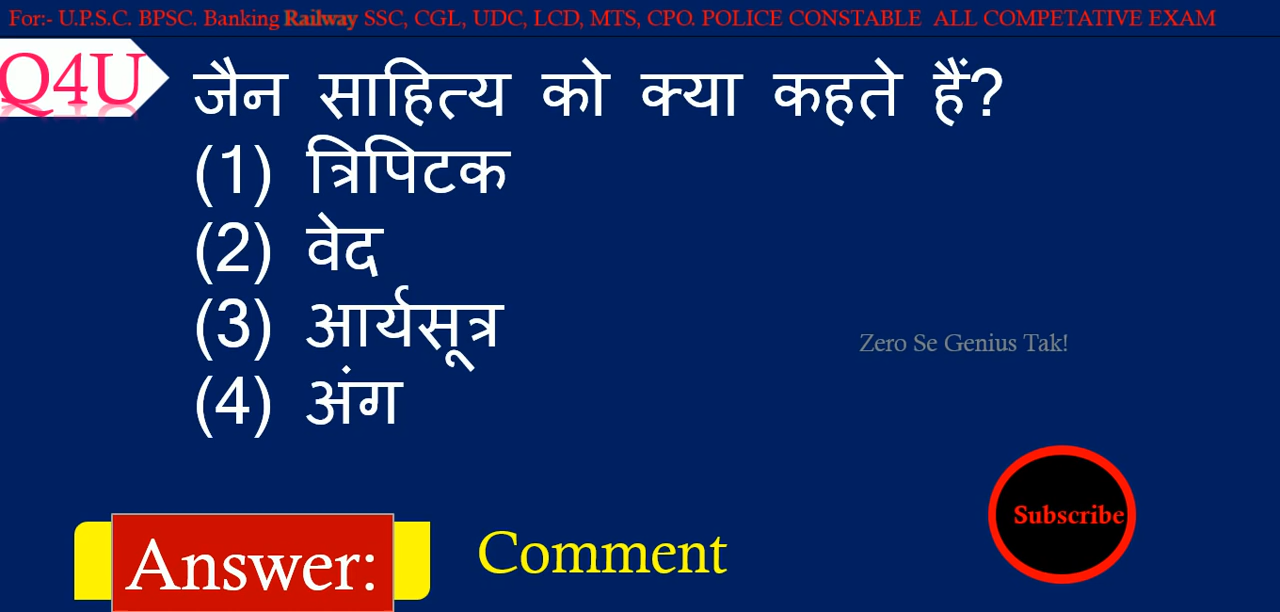 For:- U.P.S.C. BPSC. Banking Railway SSC, CGL, UDC, LCD, MTS, CPO. POLICE CONSTABLE ALL COMPETATIVE EXAM
Q4U
जैन साहित्य को क्या कहते हैं?
(1) त्रिपिटक
(2) वेद
(3) आर्यसूत्र
Zero Se Genius Tak!
(4) अंग
Subscribe
Answer:
Comment